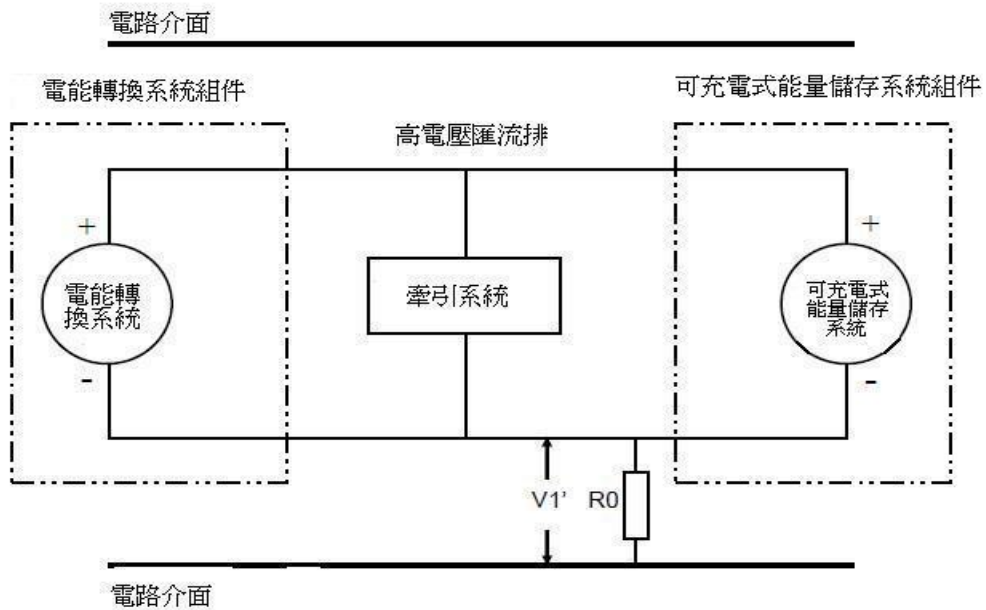 電路介面
電能轉換系統組件
可充電式能量儲存系統組件
高電壓匯流排
+
+
電能轉
換系統
牽引系統
可充電式
能量儲存
系統
-
-
V1’ R0
電路介面